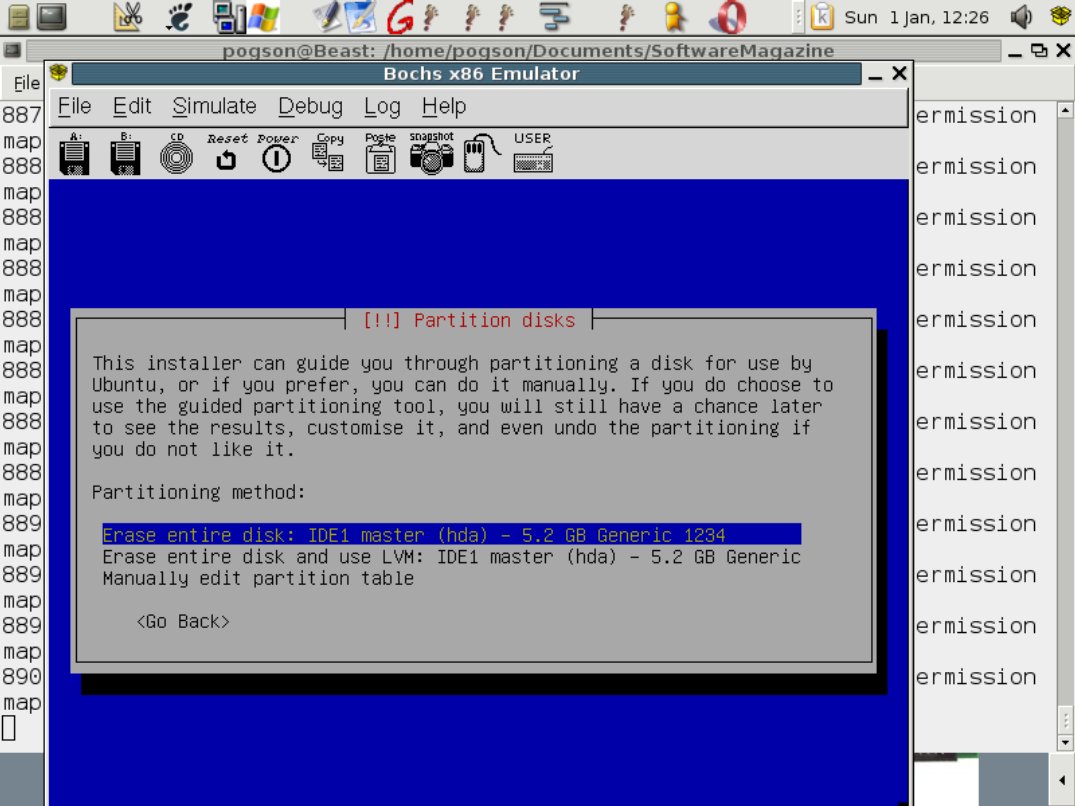 Sun 1 Jan, 12:26
pogson@Beast: /home/pogson/Documents/SoftwareMagazine
Bochs x86 Emulator
File
File Edit Simulate Debug Log Help
A: B: CD Reset Power Copy Poste snapshot USER
[!!] Partition disks
This installer can guide you through partitioning a disk for use by
Ubuntu, or if you prefer, you can do it manually. If you do choose to
use the guided partitioning tool, you will still have a chance later
to see the results, customise it, and even undo the partitioning if
you do not like it.
Partitioning method:
Erase entire disk: IDE1 master (hda) - 5.2 GB Generic 1234
Erase entire disk and use LVM: IDE1 master (hda) - 5.2 GB Generic
Manually edit partition table
<Go Back>
887 ermission
map
888 ermission
map
888 ermission
map
888 ermission
map
888 ermission
map
888 ermission
map
888 ermission
map
888 ermission
map
889 ermission
map
889 ermission
map
889 ermission
map
890 ermission
map